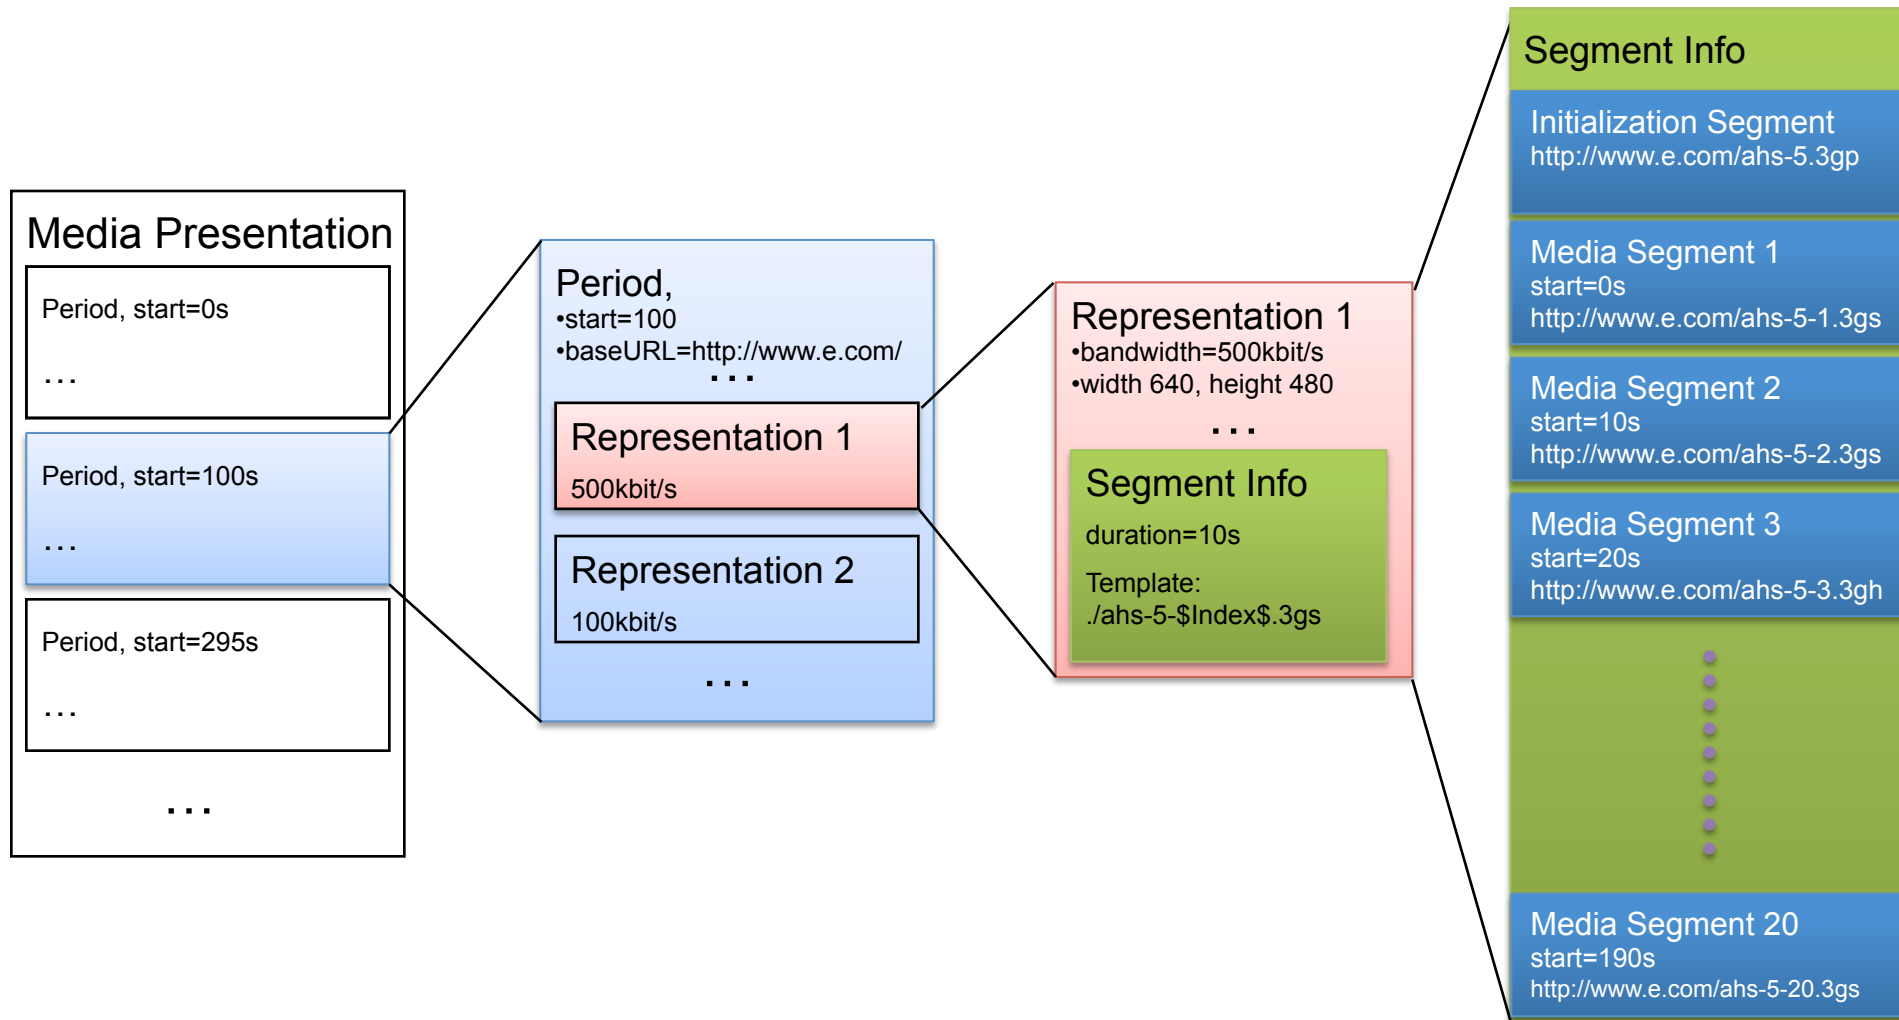 Media Presentation
Period, start=0s
...
Period, start=100s
...
Period, start=295s
...
...
Period,
•start=100
•baseURL=http://www.e.com/
...
Representation 1
500kbit/s
Representation 2
100kbit/s
...
Representation 1
•bandwidth=500kbit/s
•width 640, height 480
...
Segment Info
duration=10s
Template:
./ahs-5-$Index$.3gs
Segment Info
Initialization Segment
http://www.e.com/ahs-5.3gp
Media Segment 1
start=0s
http://www.e.com/ahs-5-1.3gs
Media Segment 2
start=10s
http://www.e.com/ahs-5-2.3gs
Media Segment 3
start=20s
http://www.e.com/ahs-5-3.3gh
Media Segment 20
start=190s
http://www.e.com/ahs-5-20.3gs